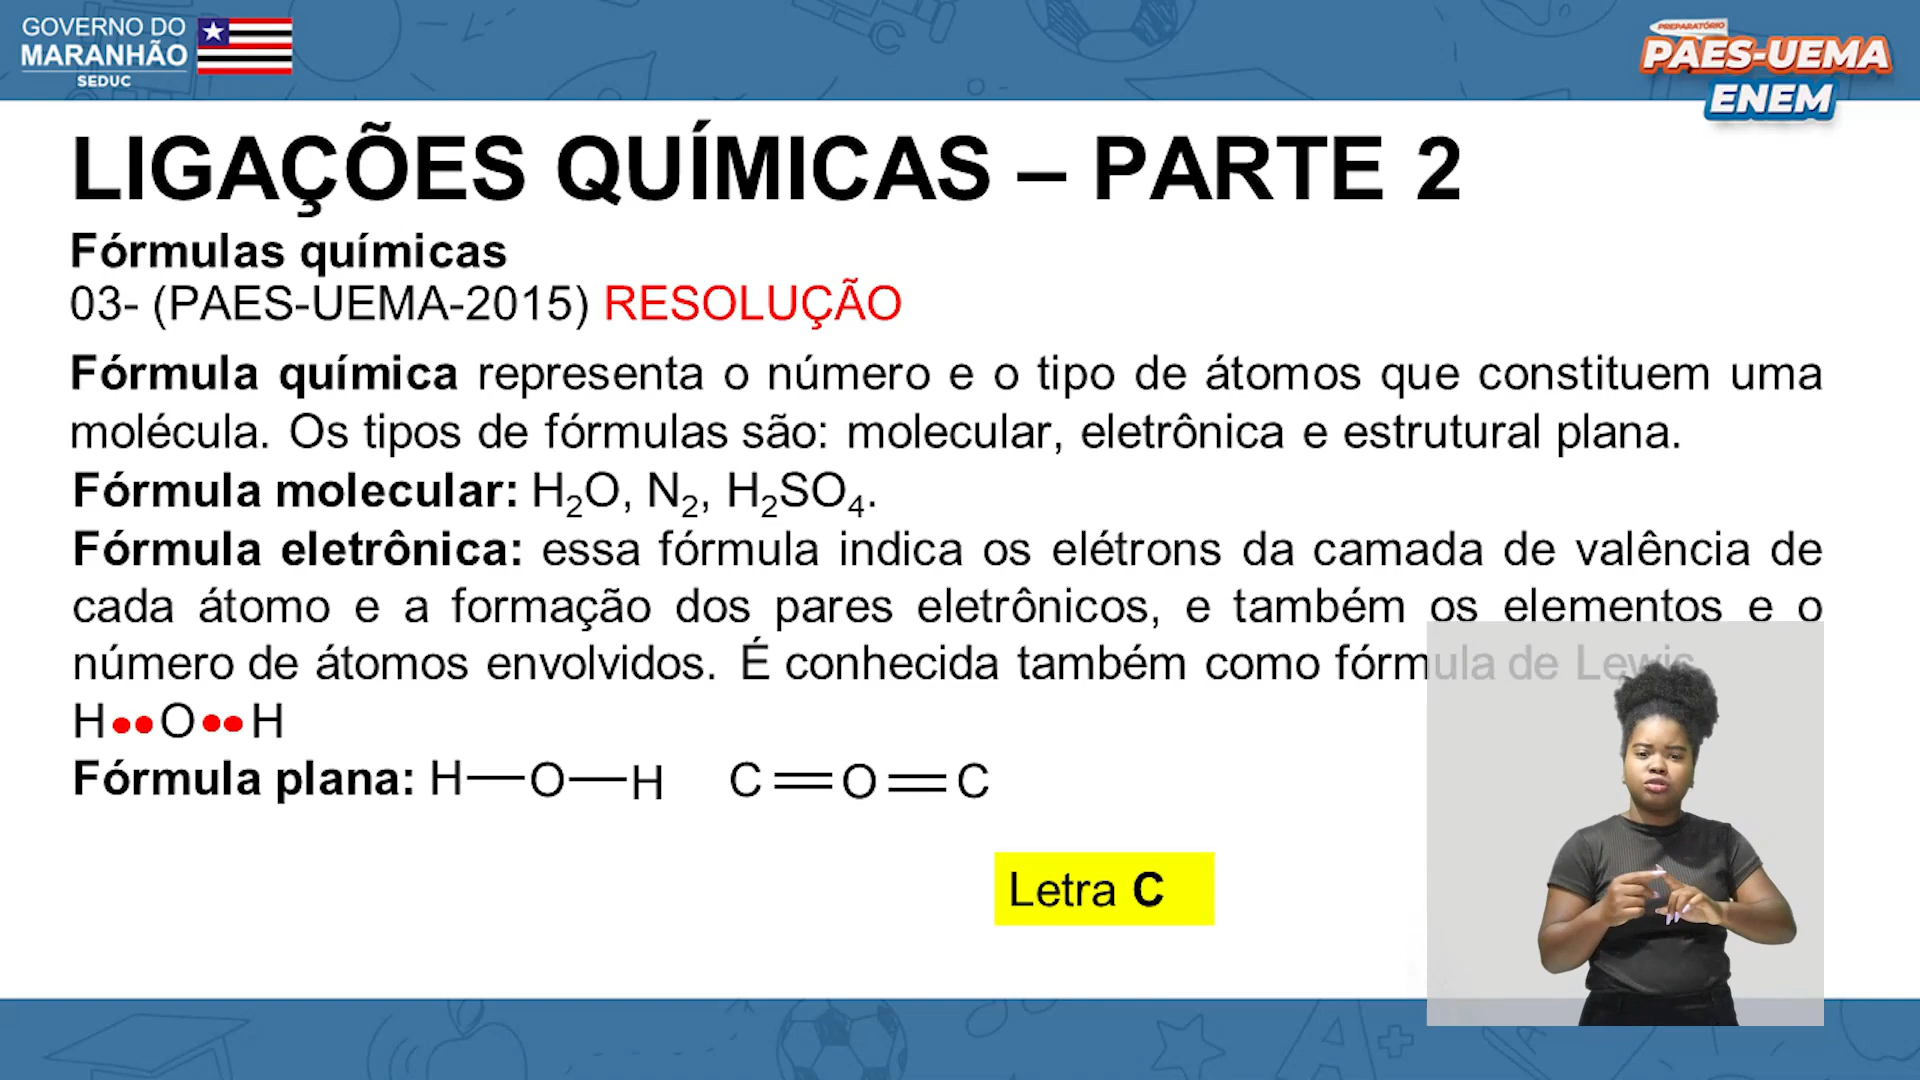 GOVERNO DO
MARANHÃO
SEDUC
PREPARATÓRIO
PAES-UEMA
ENEM
LIGAÇÕES QUÍMICAS – PARTE 2
Fórmulas químicas
03- (PAES-UEMA-2015) RESOLUÇÃO
Fórmula química representa o número e o tipo de átomos que constituem uma
molécula. Os tipos de fórmulas são: molecular, eletrônica e estrutural plana.
Fórmula molecular: H₂O, N₂, H₂SO₄.
Fórmula eletrônica: essa fórmula indica os elétrons da camada de valência de
cada átomo e a formação dos pares eletrônicos, e também os elementos e o
número de átomos envolvidos. É conhecida também como fórmula de Lewis
H••O••H
Fórmula plana: H—O—H C═O═C
Letra C